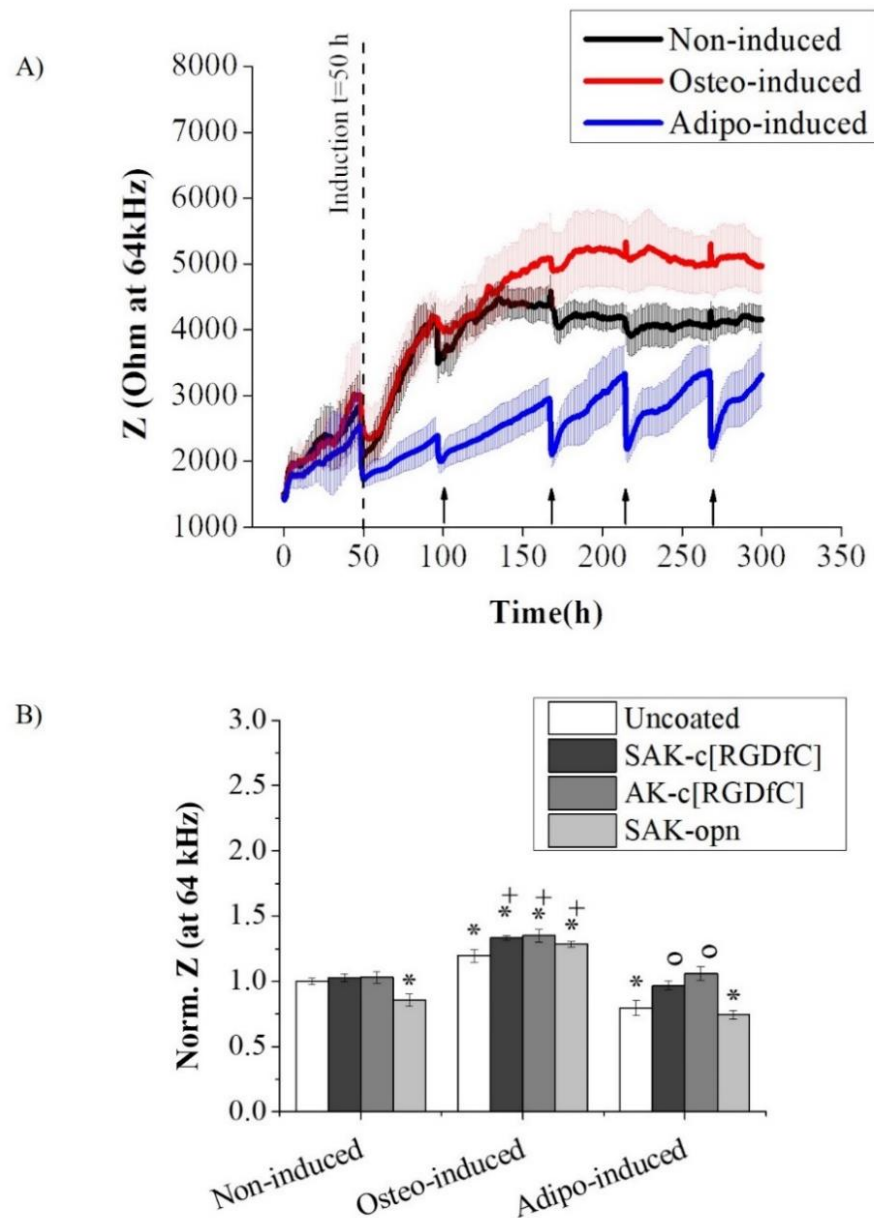 A)
Non-induced
Osteo-induced
Adipo-induced
Induction t=50 h
Z (Ohm at 64kHz)
8000
7000
6000
5000
4000
3000
2000
1000
0 50 100 150 200 250 300 350
Time(h)
B)
Uncoated
SAK-c[RGDfC]
AK-c[RGDfC]
SAK-opn
Norm. Z (at 64 kHz)
3.0
2.5
2.0
1.5
1.0
0.5
0.0
+ + +
* * * * * o o * *
Non-induced Osteo-induced Adipo-induced